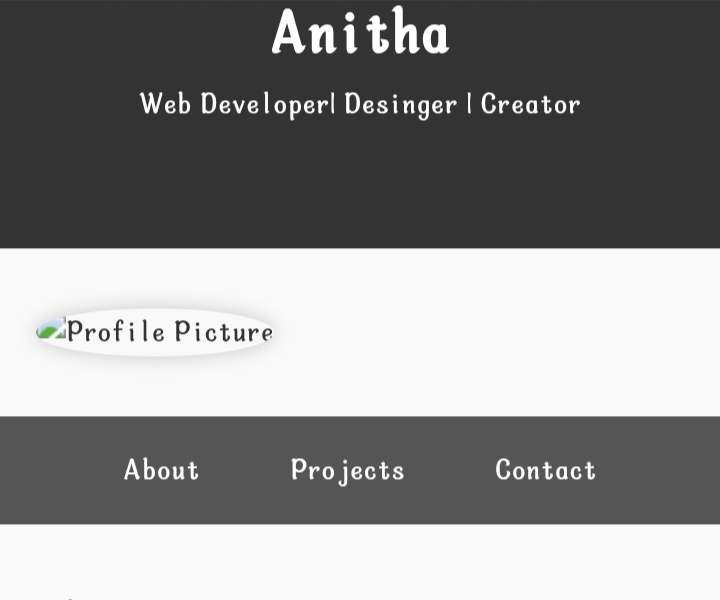 Anitha
Web Developer| Desinger | Creator
Profile Picture
About Projects Contact